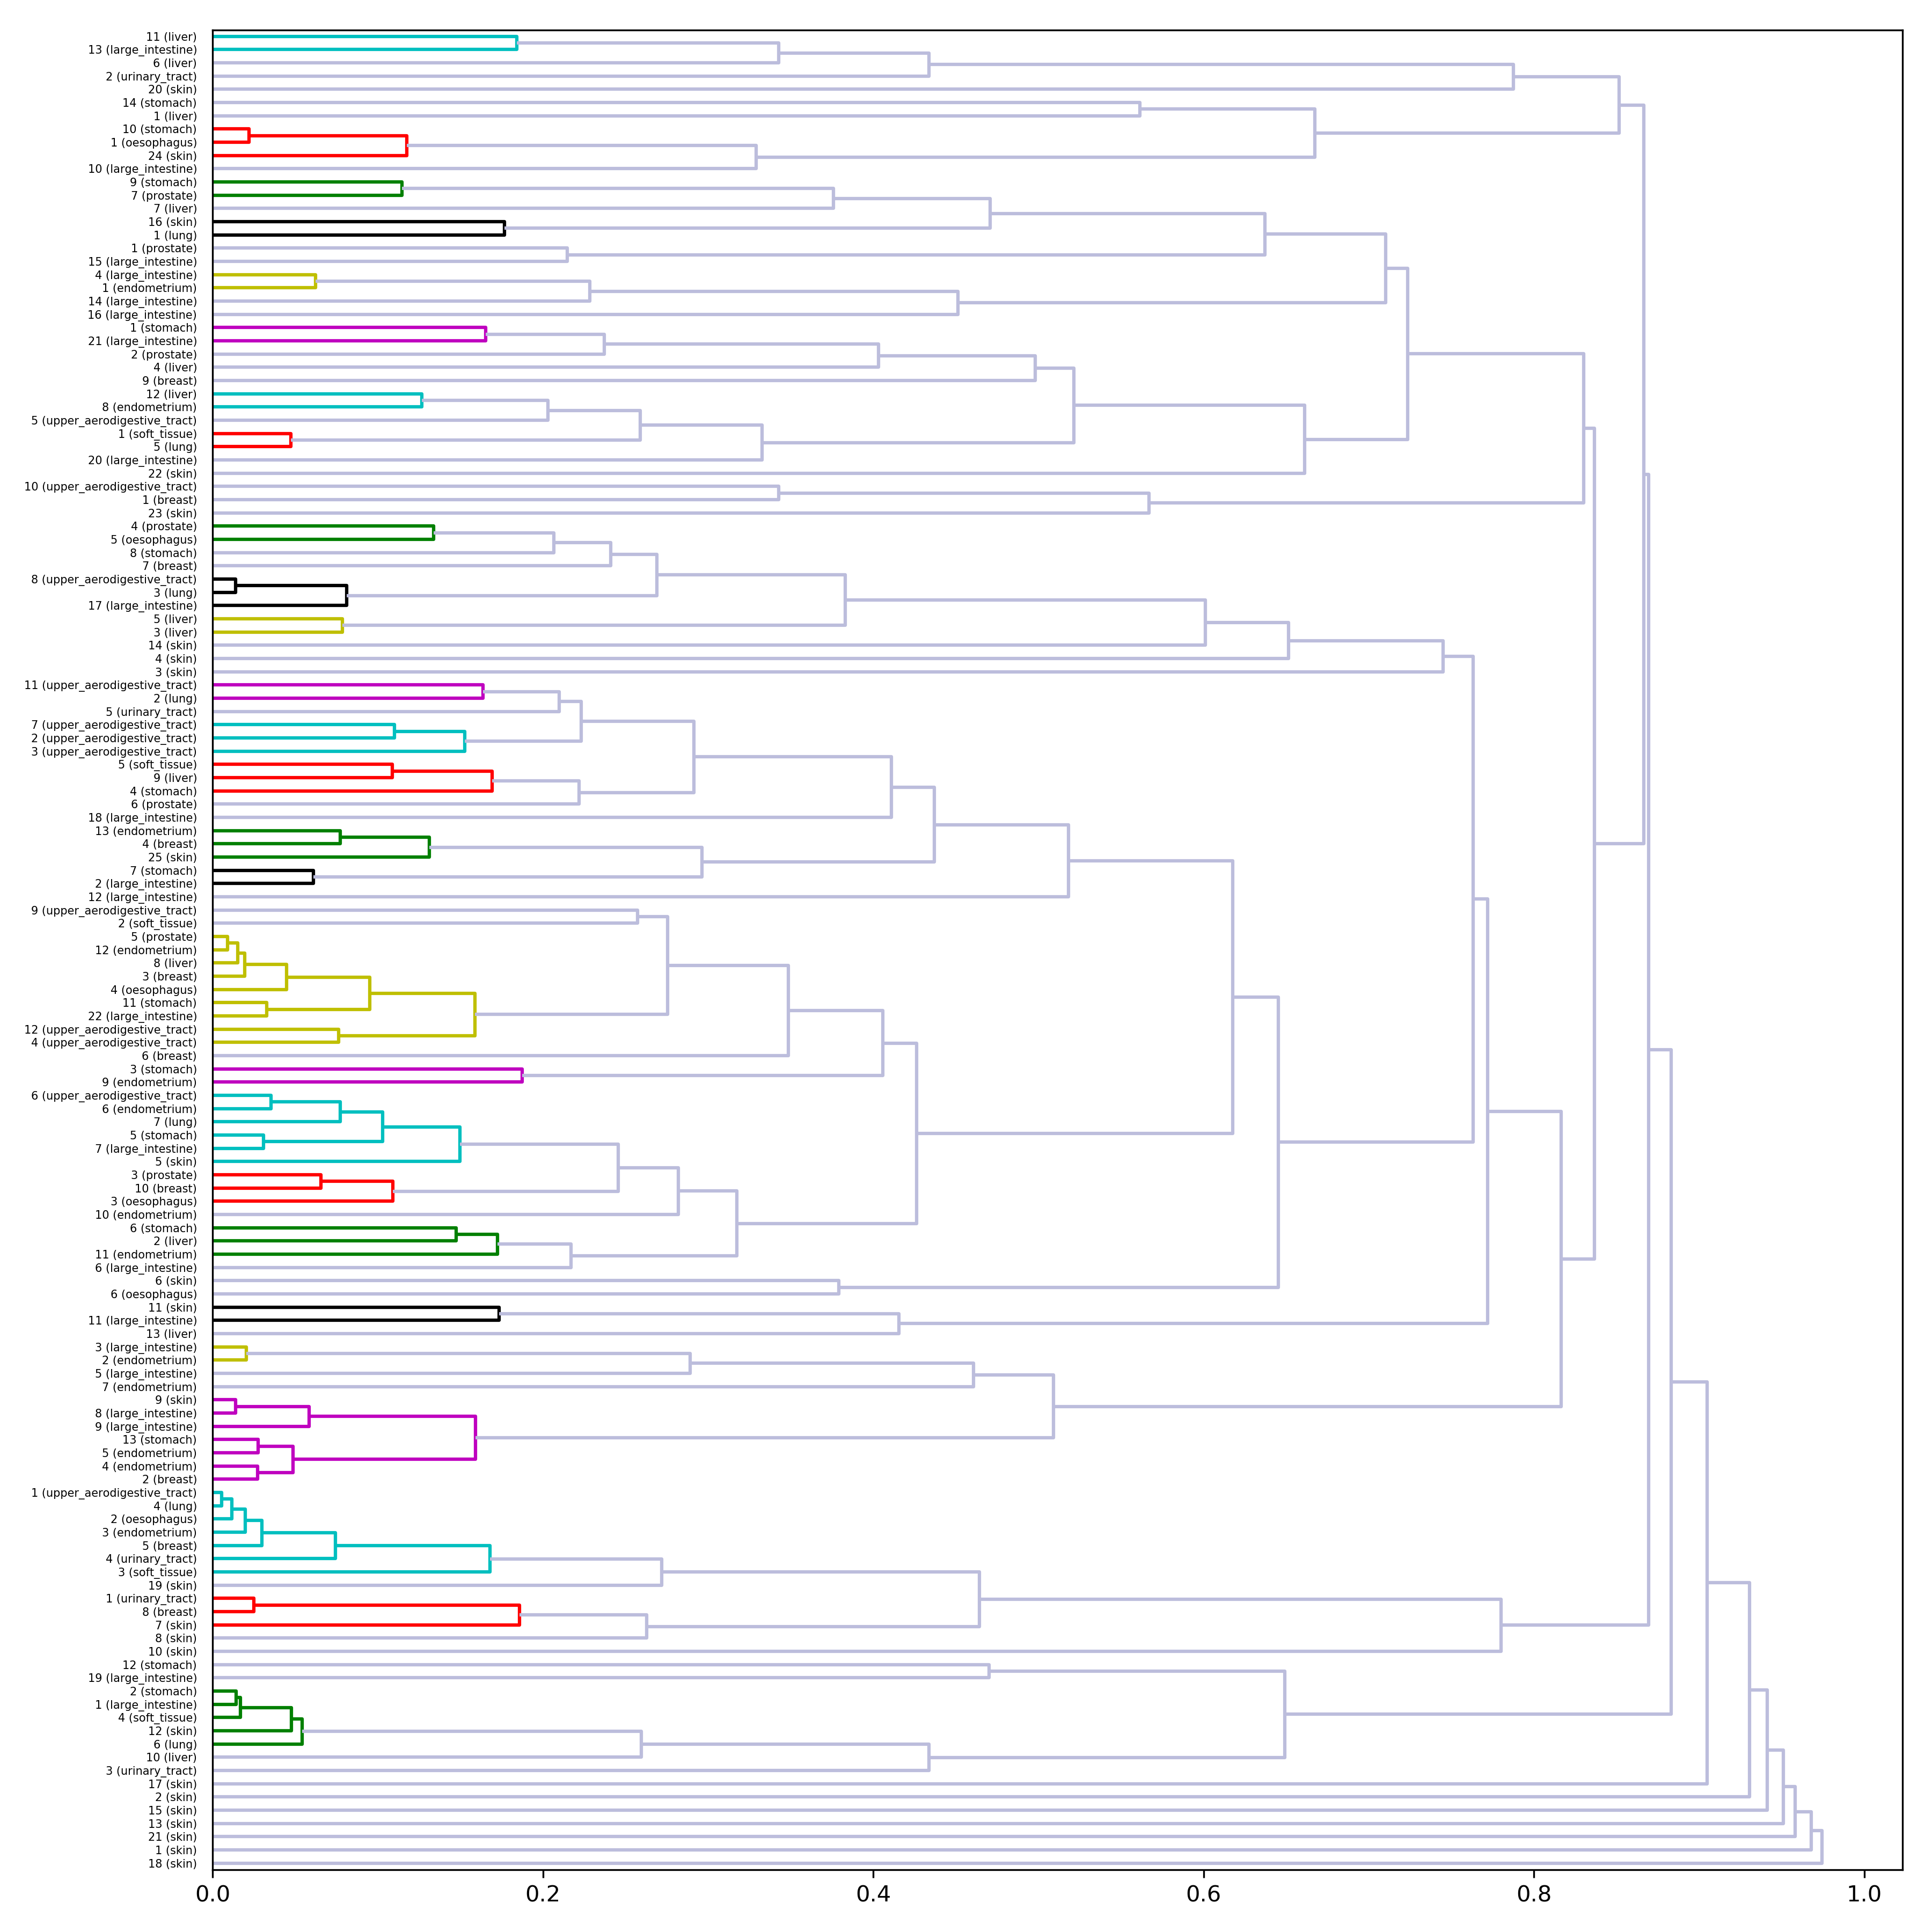 11 (liver)
13 (large_intestine)
6 (liver)
2 (urinary_tract)
20 (skin)
14 (stomach)
1 (liver)
10 (stomach)
1 (oesophagus)
24 (skin)
10 (large_intestine)
9 (stomach)
7 (prostate)
7 (liver)
16 (skin)
1 (lung)
1 (prostate)
15 (large_intestine)
4 (large_intestine)
1 (endometrium)
14 (large_intestine)
16 (large_intestine)
1 (stomach)
21 (large_intestine)
2 (prostate)
4 (liver)
9 (breast)
12 (liver)
8 (endometrium)
5 (upper_aerodigestive_tract)
1 (soft_tissue)
5 (lung)
20 (large_intestine)
22 (skin)
10 (upper_aerodigestive_tract)
1 (breast)
23 (skin)
4 (prostate)
5 (oesophagus)
8 (stomach)
7 (breast)
8 (upper_aerodigestive_tract)
3 (lung)
17 (large_intestine)
5 (liver)
3 (liver)
14 (skin)
4 (skin)
3 (skin)
11 (upper_aerodigestive_tract)
2 (lung)
5 (urinary_tract)
7 (upper_aerodigestive_tract)
2 (upper_aerodigestive_tract)
3 (upper_aerodigestive_tract)
5 (soft_tissue)
9 (liver)
4 (stomach)
6 (prostate)
18 (large_intestine)
13 (endometrium)
4 (breast)
25 (skin)
7 (stomach)
2 (large_intestine)
12 (large_intestine)
9 (upper_aerodigestive_tract)
2 (soft_tissue)
5 (prostate)
12 (endometrium)
8 (liver)
3 (breast)
4 (oesophagus)
11 (stomach)
22 (large_intestine)
12 (upper_aerodigestive_tract)
4 (upper_aerodigestive_tract)
6 (breast)
3 (stomach)
9 (endometrium)
6 (upper_aerodigestive_tract)
6 (endometrium)
7 (lung)
5 (stomach)
7 (large_intestine)
5 (skin)
3 (prostate)
10 (breast)
3 (oesophagus)
10 (endometrium)
6 (stomach)
2 (liver)
11 (endometrium)
6 (large_intestine)
6 (skin)
6 (oesophagus)
11 (skin)
11 (large_intestine)
13 (liver)
3 (large_intestine)
2 (endometrium)
5 (large_intestine)
7 (endometrium)
9 (skin)
8 (large_intestine)
9 (large_intestine)
13 (stomach)
5 (endometrium)
4 (endometrium)
2 (breast)
1 (upper_aerodigestive_tract)
4 (lung)
2 (oesophagus)
3 (endometrium)
5 (breast)
4 (urinary_tract)
3 (soft_tissue)
19 (skin)
1 (urinary_tract)
8 (breast)
7 (skin)
8 (skin)
10 (skin)
12 (stomach)
19 (large_intestine)
2 (stomach)
1 (large_intestine)
4 (soft_tissue)
12 (skin)
6 (lung)
10 (liver)
3 (urinary_tract)
17 (skin)
2 (skin)
15 (skin)
13 (skin)
21 (skin)
1 (skin)
18 (skin)
0.0 0.2 0.4 0.6 0.8 1.0